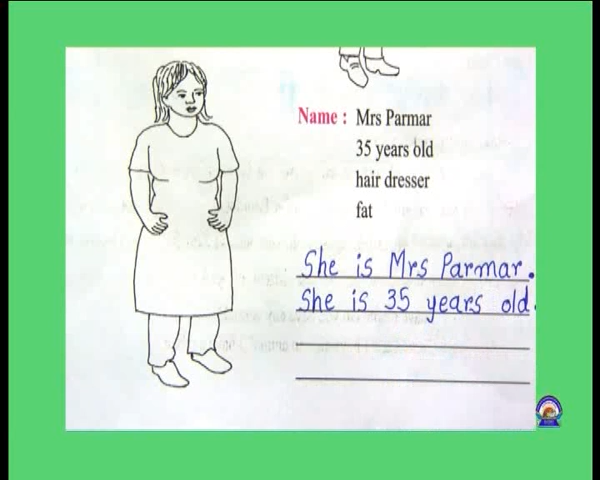 Name : Mrs Parmar
35 years old
hair dresser
fat
She is Mrs Parmar.
She is 35 years old.